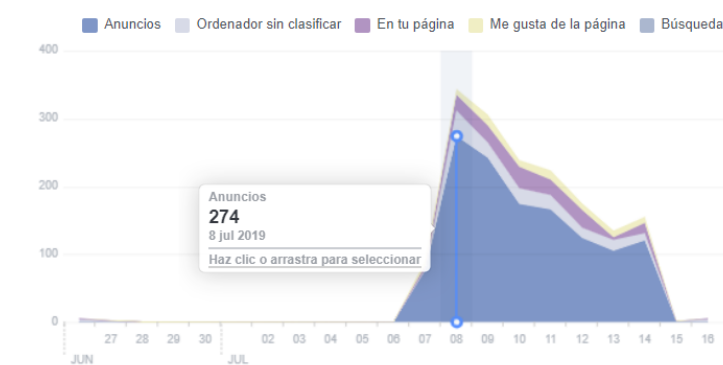 Anuncios Ordenador sin clasificar En tu página Me gusta de la página Búsqueda
400
300
200
100
0
Anuncios
274
8 jul 2019
Haz clic o arrastra para seleccionar
27 28 29 30 02 03 04 05 06 07 08 09 10 11 12 13 14 15 16
JUN JUL